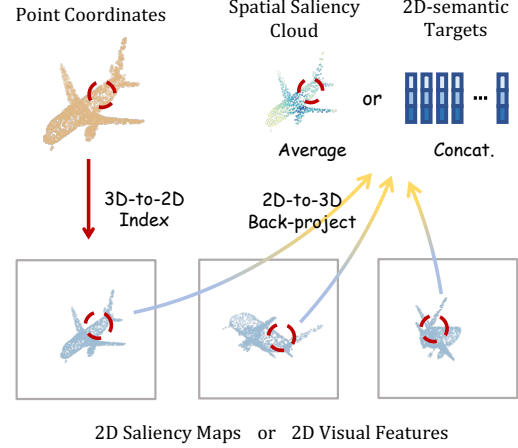 Point Coordinates
Spatial Saliency
Cloud
2D-semantic
Targets
or
...
Average
Concat.
3D-to-2D
Index
2D-to-3D
Back-project
2D Saliency Maps or 2D Visual Features